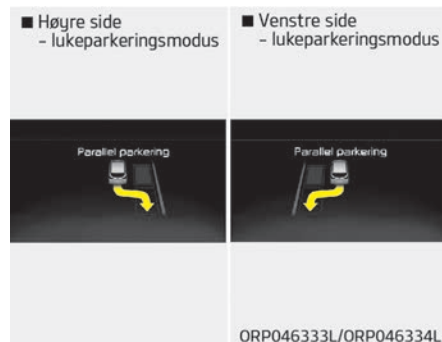 ■ Høyre side
- lukeparkeringsmodus
Parallel parkering
■ Venstre side
- lukeparkeringsmodus
Parallel parkering
ORP046333L/ORP046334L